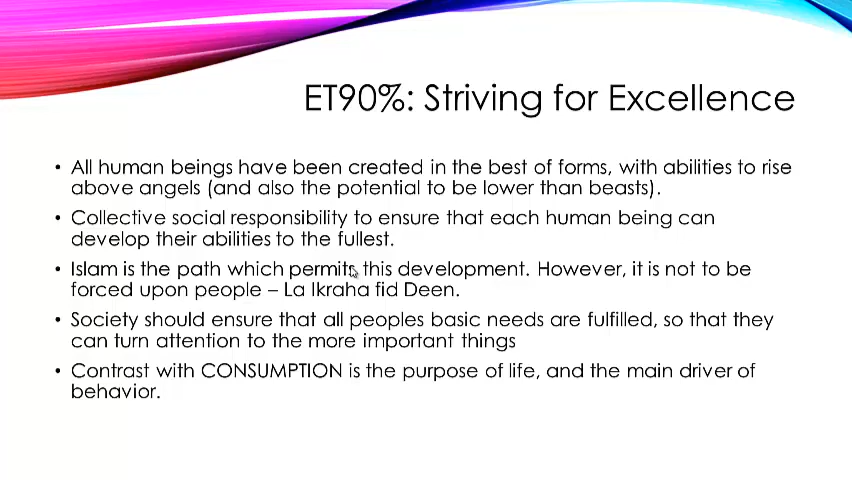 ET90%: Striving for Excellence
• All human beings have been created in the best of forms, with abilities to rise
above angels (and also the potential to be lower than beasts).
• Collective social responsibility to ensure that each human being can
develop their abilities to the fullest.
• Islam is the path which permits this development. However, it is not to be
forced upon people – La Ikraha fid Deen.
• Society should ensure that all peoples basic needs are fulfilled, so that they
can turn attention to the more important things
• Contrast with CONSUMPTION is the purpose of life, and the main driver of
behavior.